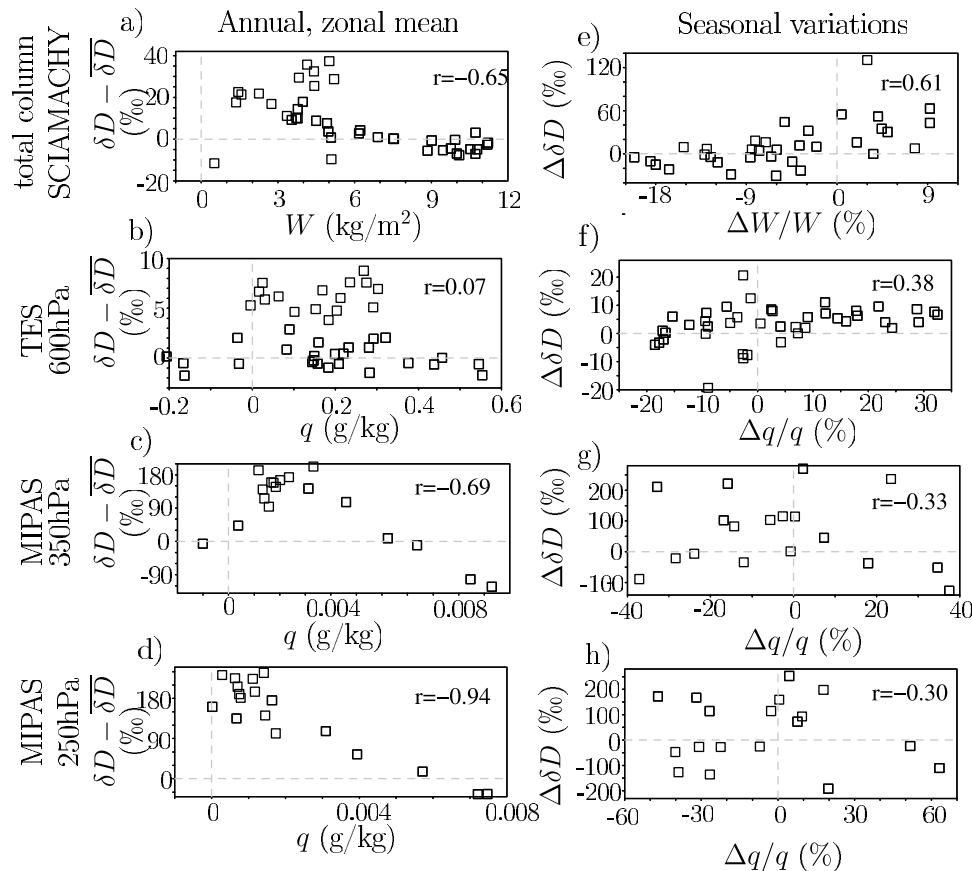 Annual, zonal mean
Seasonal variations
total column
SCIAMACHY
a)
δD − δD
(‰)
40
20
0
-20
r=−0.65
0 3 6 9 12
W (kg/m²)
e)
ΔδD (‰)
120
60
0
r=0.61
-18 -9 0 9
ΔW/W (%)
TES
600hPa
b)
δD − δD
(‰)
10
5
0
r=0.07
-0.2 0 0.2 0.4 0.6
q (g/kg)
f)
ΔδD (‰)
20
10
0
-10
-20
r=0.38
-20 -10 0 10 20 30
Δq/q (%)
MIPAS
350hPa
c)
δD − δD
(‰)
180
90
0
-90
r=−0.69
0 0.004 0.008
q (g/kg)
g)
ΔδD (‰)
200
100
0
-100
r=−0.33
-40 -20 0 20 40
Δq/q (%)
MIPAS
250hPa
d)
δD − δD
(‰)
180
90
0
r=−0.94
0 0.004 0.008
q (g/kg)
h)
ΔδD (‰)
200
100
0
-100
-200
r=−0.30
-60 -30 0 30 60
Δq/q (%)